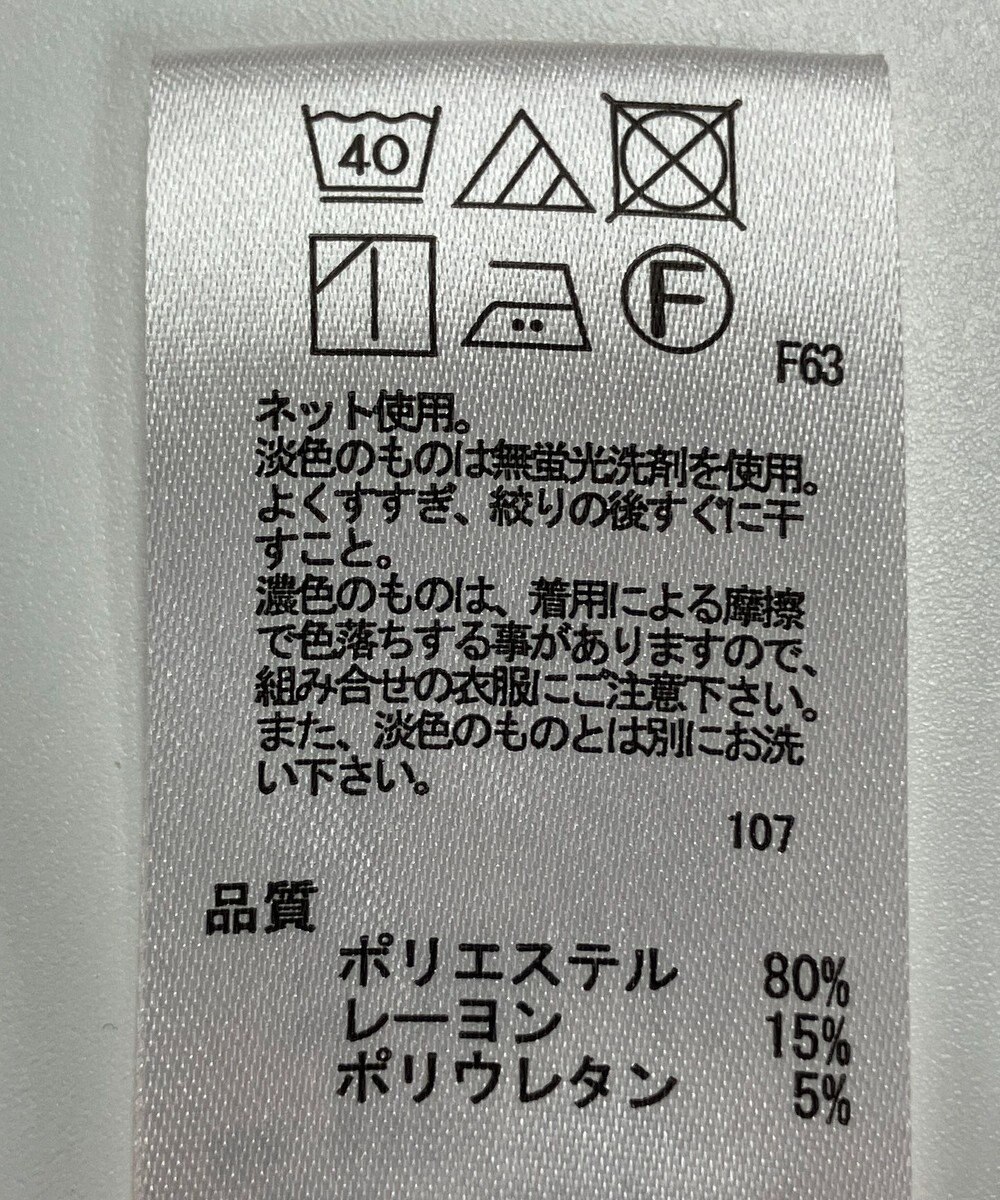 40
F
F63
ネット使用。
淡色のものは無蛍光洗剤を使用。
よくすすぎ、絞りの後すぐに干
すこと。
濃色のものは、着用による摩擦
で色落ちする事がありますので、
組み合せの衣服にご注意下さい。
また、淡色のものとは別にお洗
い下さい。
107
品質
ポリエステル 80%
レーヨン 15%
ポリウレタン 5%